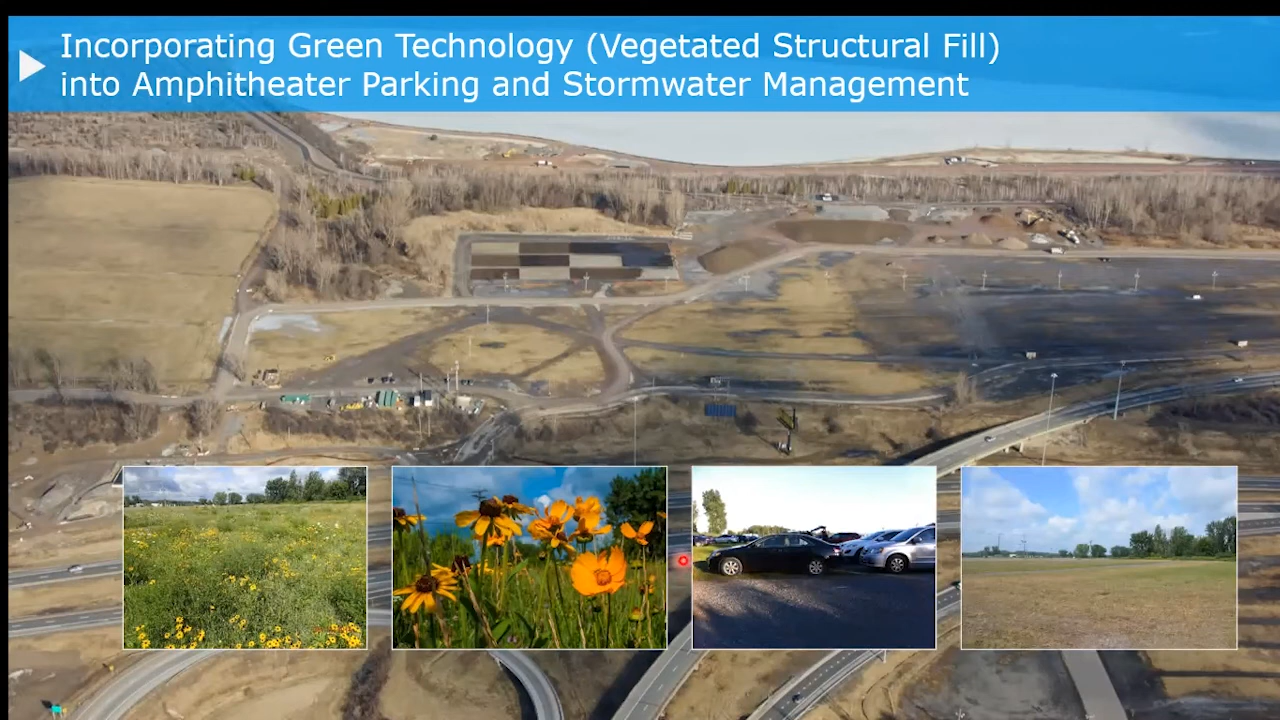 Incorporating Green Technology (Vegetated Structural Fill)
into Amphitheater Parking and Stormwater Management